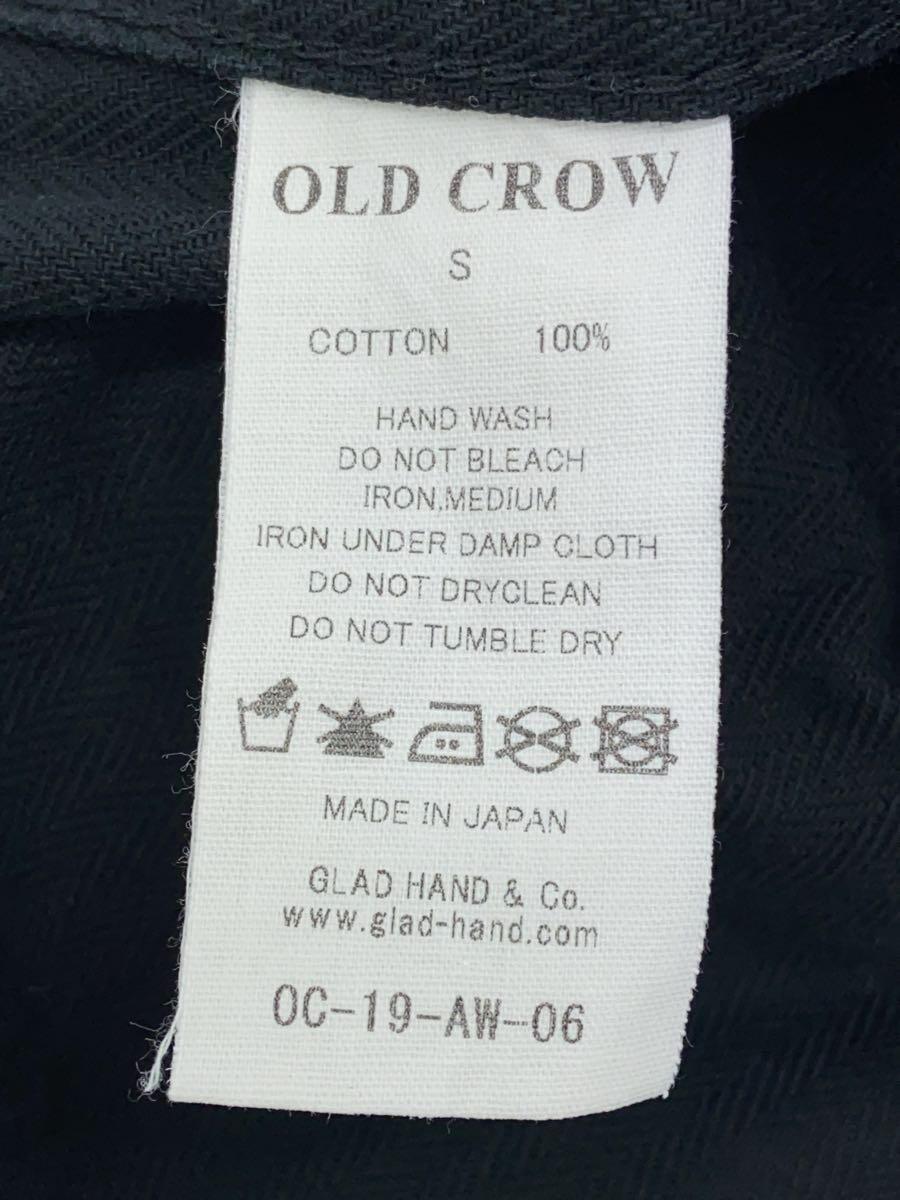 OLD CROW
S
COTTON 100%
HAND WASH
DO NOT BLEACH
IRON,MEDIUM
IRON UNDER DAMP CLOTH
DO NOT DRYCLEAN
DO NOT TUMBLE DRY
MADE IN JAPAN
GLAD HAND & Co.
www.glad-hand.com
OC-19-AW-06